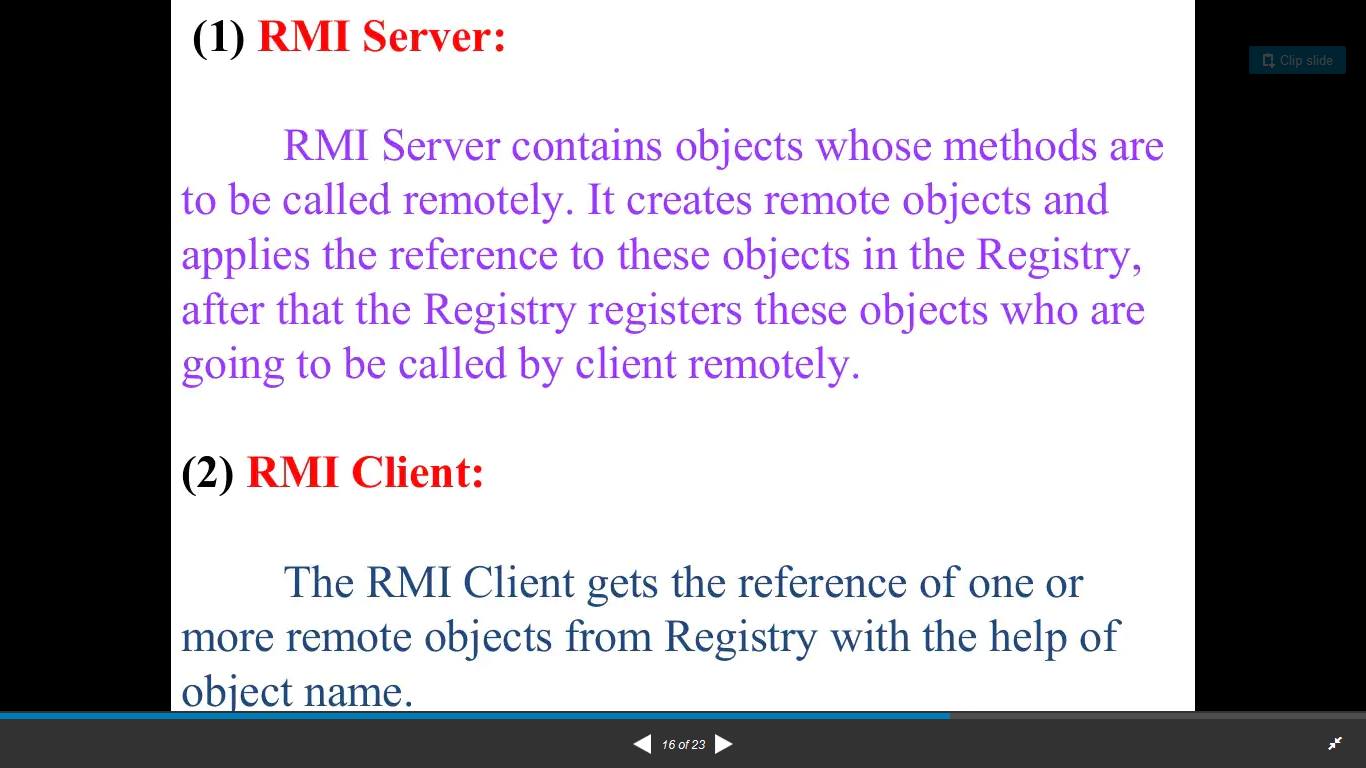 (1) RMI Server:
Clip slide
RMI Server contains objects whose methods are
to be called remotely. It creates remote objects and
applies the reference to these objects in the Registry,
after that the Registry registers these objects who are
going to be called by client remotely.
(2) RMI Client:
The RMI Client gets the reference of one or
more remote objects from Registry with the help of
object name.
16 of 23